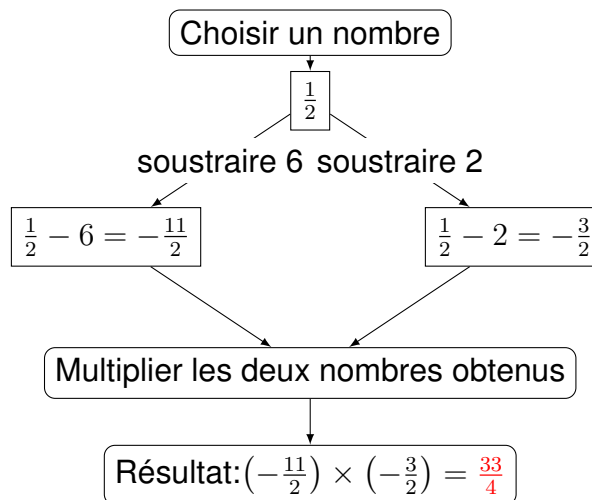 Choisir un nombre
1/2
soustraire 6 soustraire 2
1/2 − 6 = −11/2
1/2 − 2 = −3/2
Multiplier les deux nombres obtenus
Résultat:(−11/2) × (−3/2) = 33/4